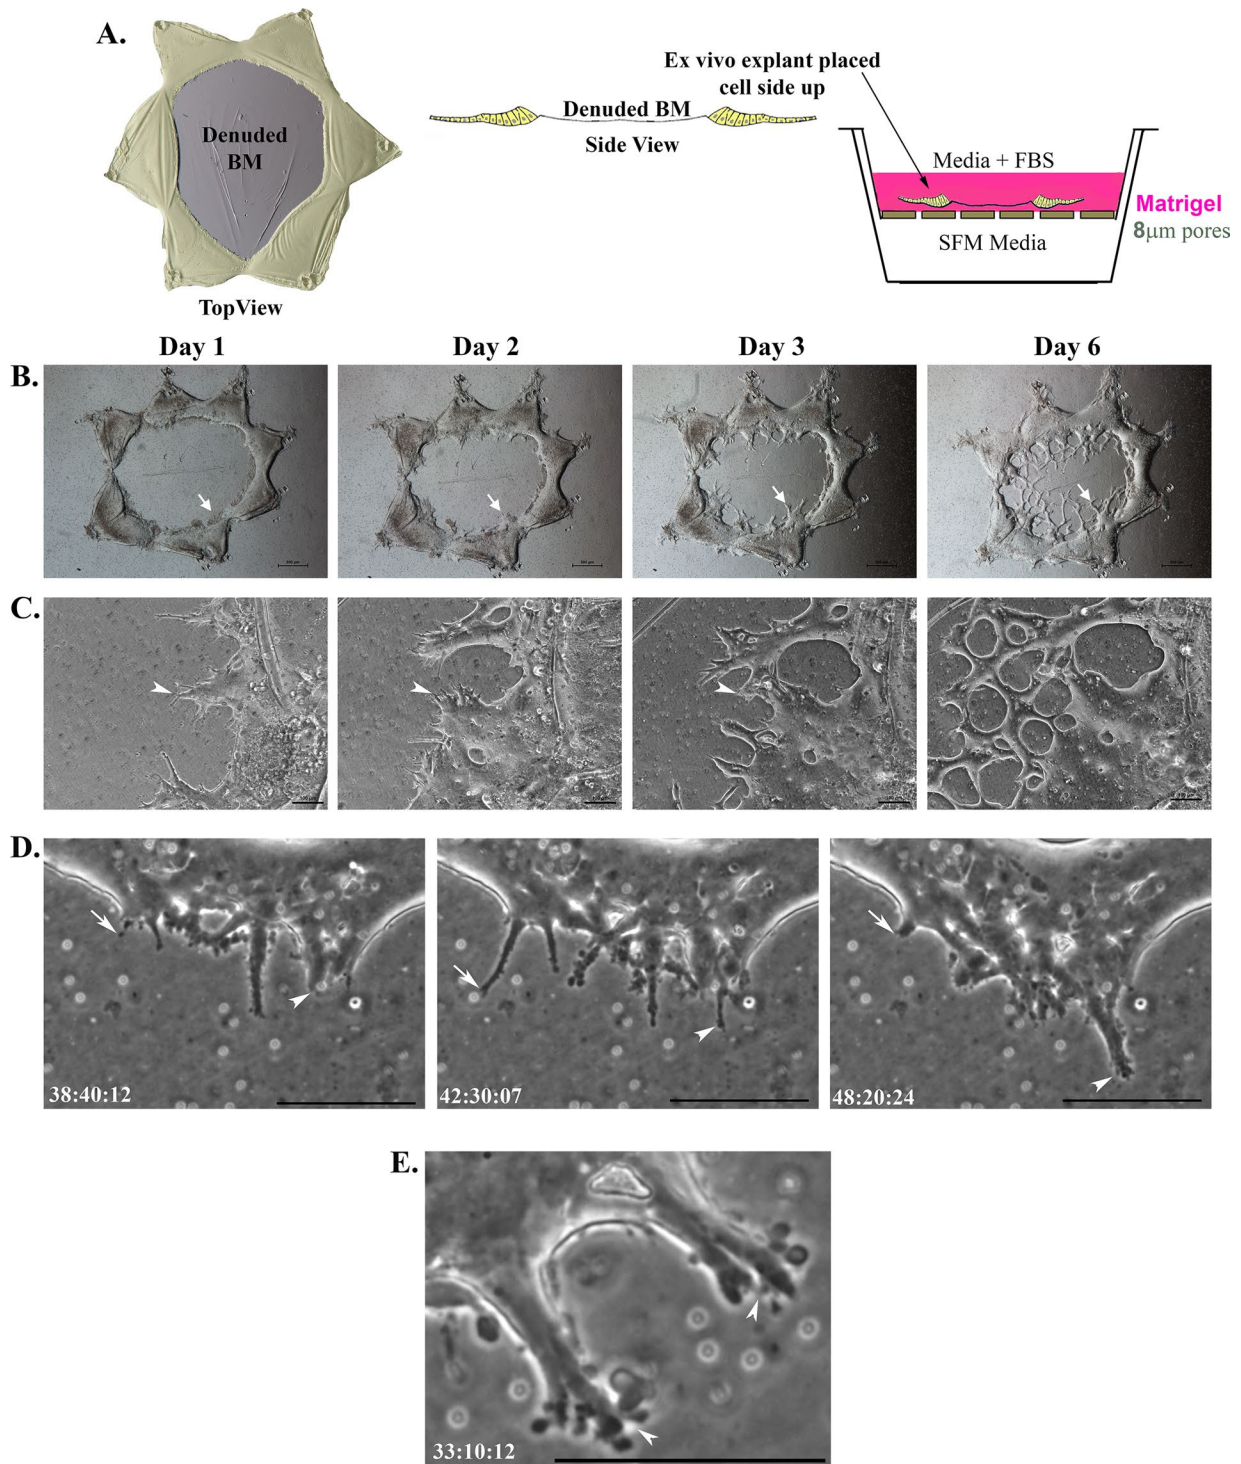 A.
Denuded
BM
TopView
Denuded BM
Side View
Ex vivo explant placed
cell side up
Media + FBS
Matrigel
8µm pores
SFM Media
Day 1
Day 2
Day 3
Day 6
B.
C.
D.
38:40:12
42:30:07
48:20:24
E.
33:10:12